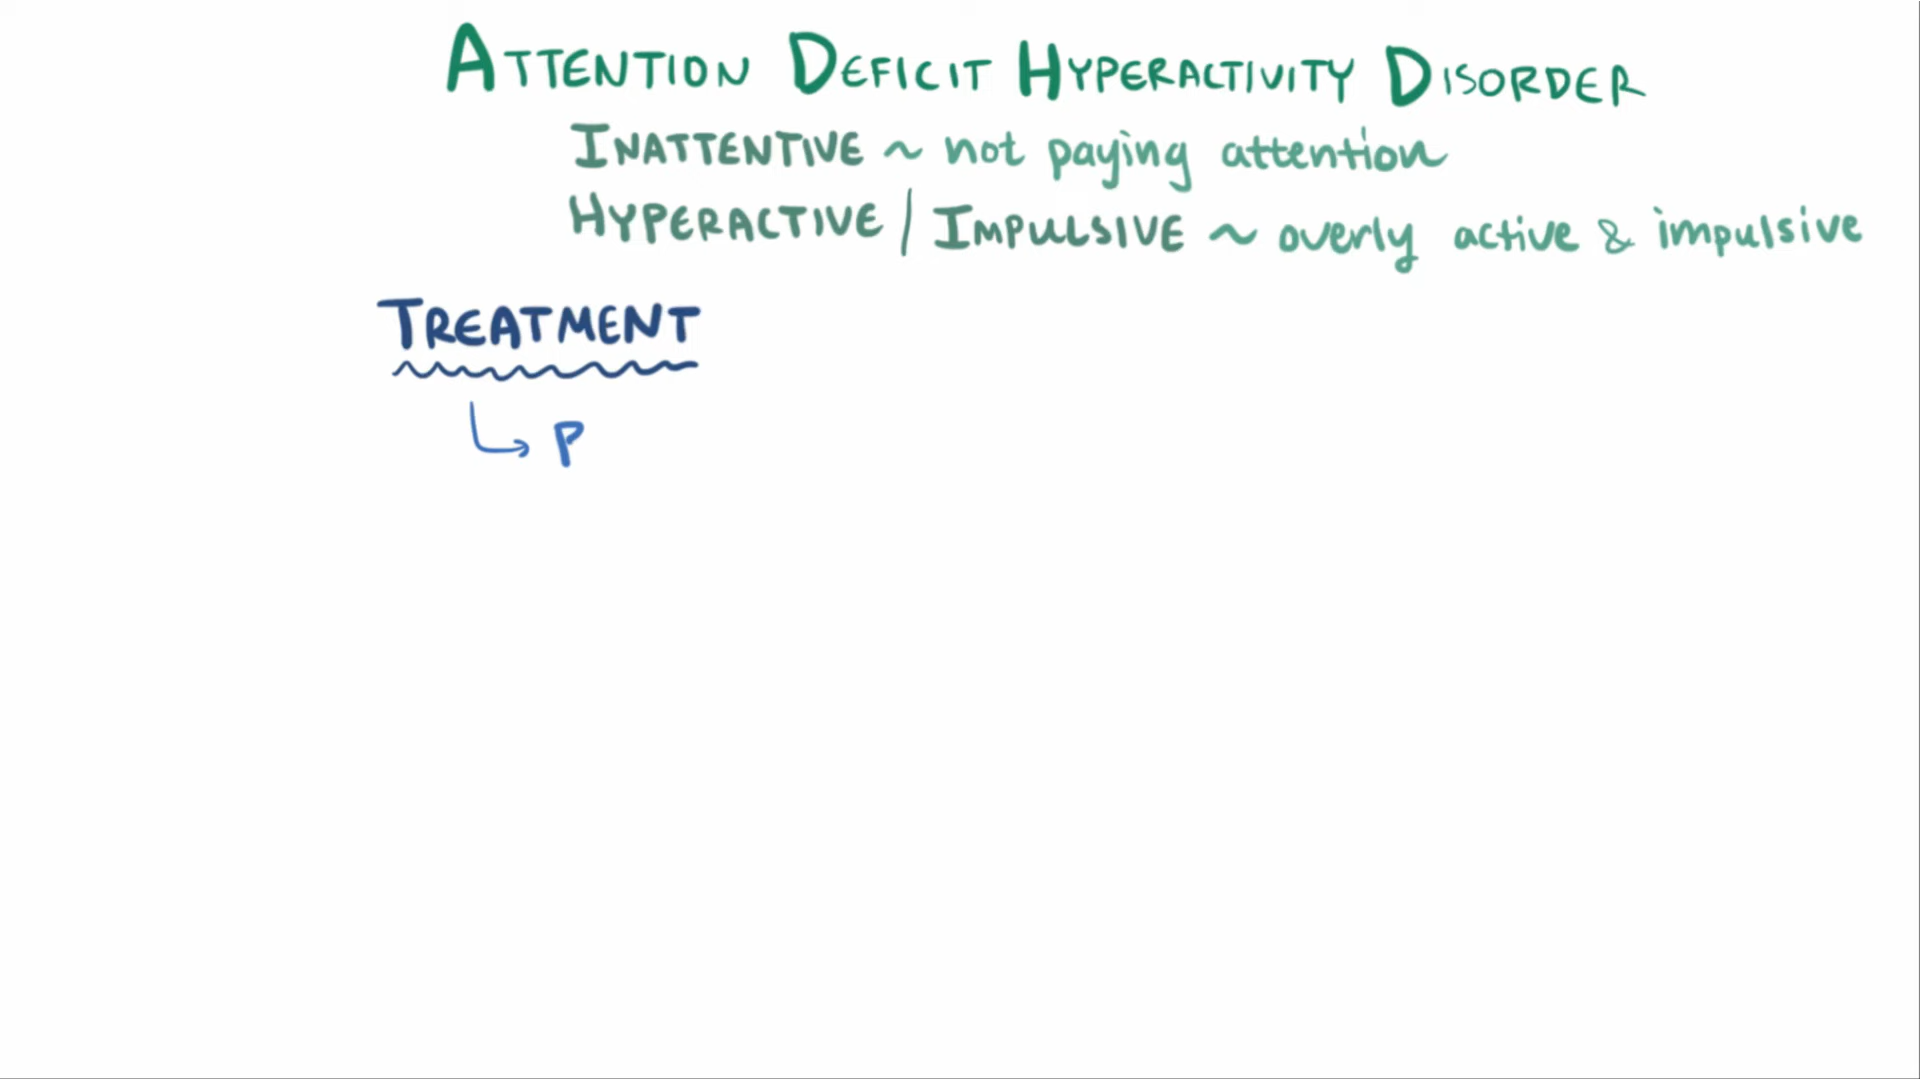 ATTENTION DEFICIT HYPERACTIVITY DISORDER
INATTENTIVE ~ not paying attention
HYPERACTIVE / IMPULSIVE ~ overly active & impulsive
TREATMENT
↳ P